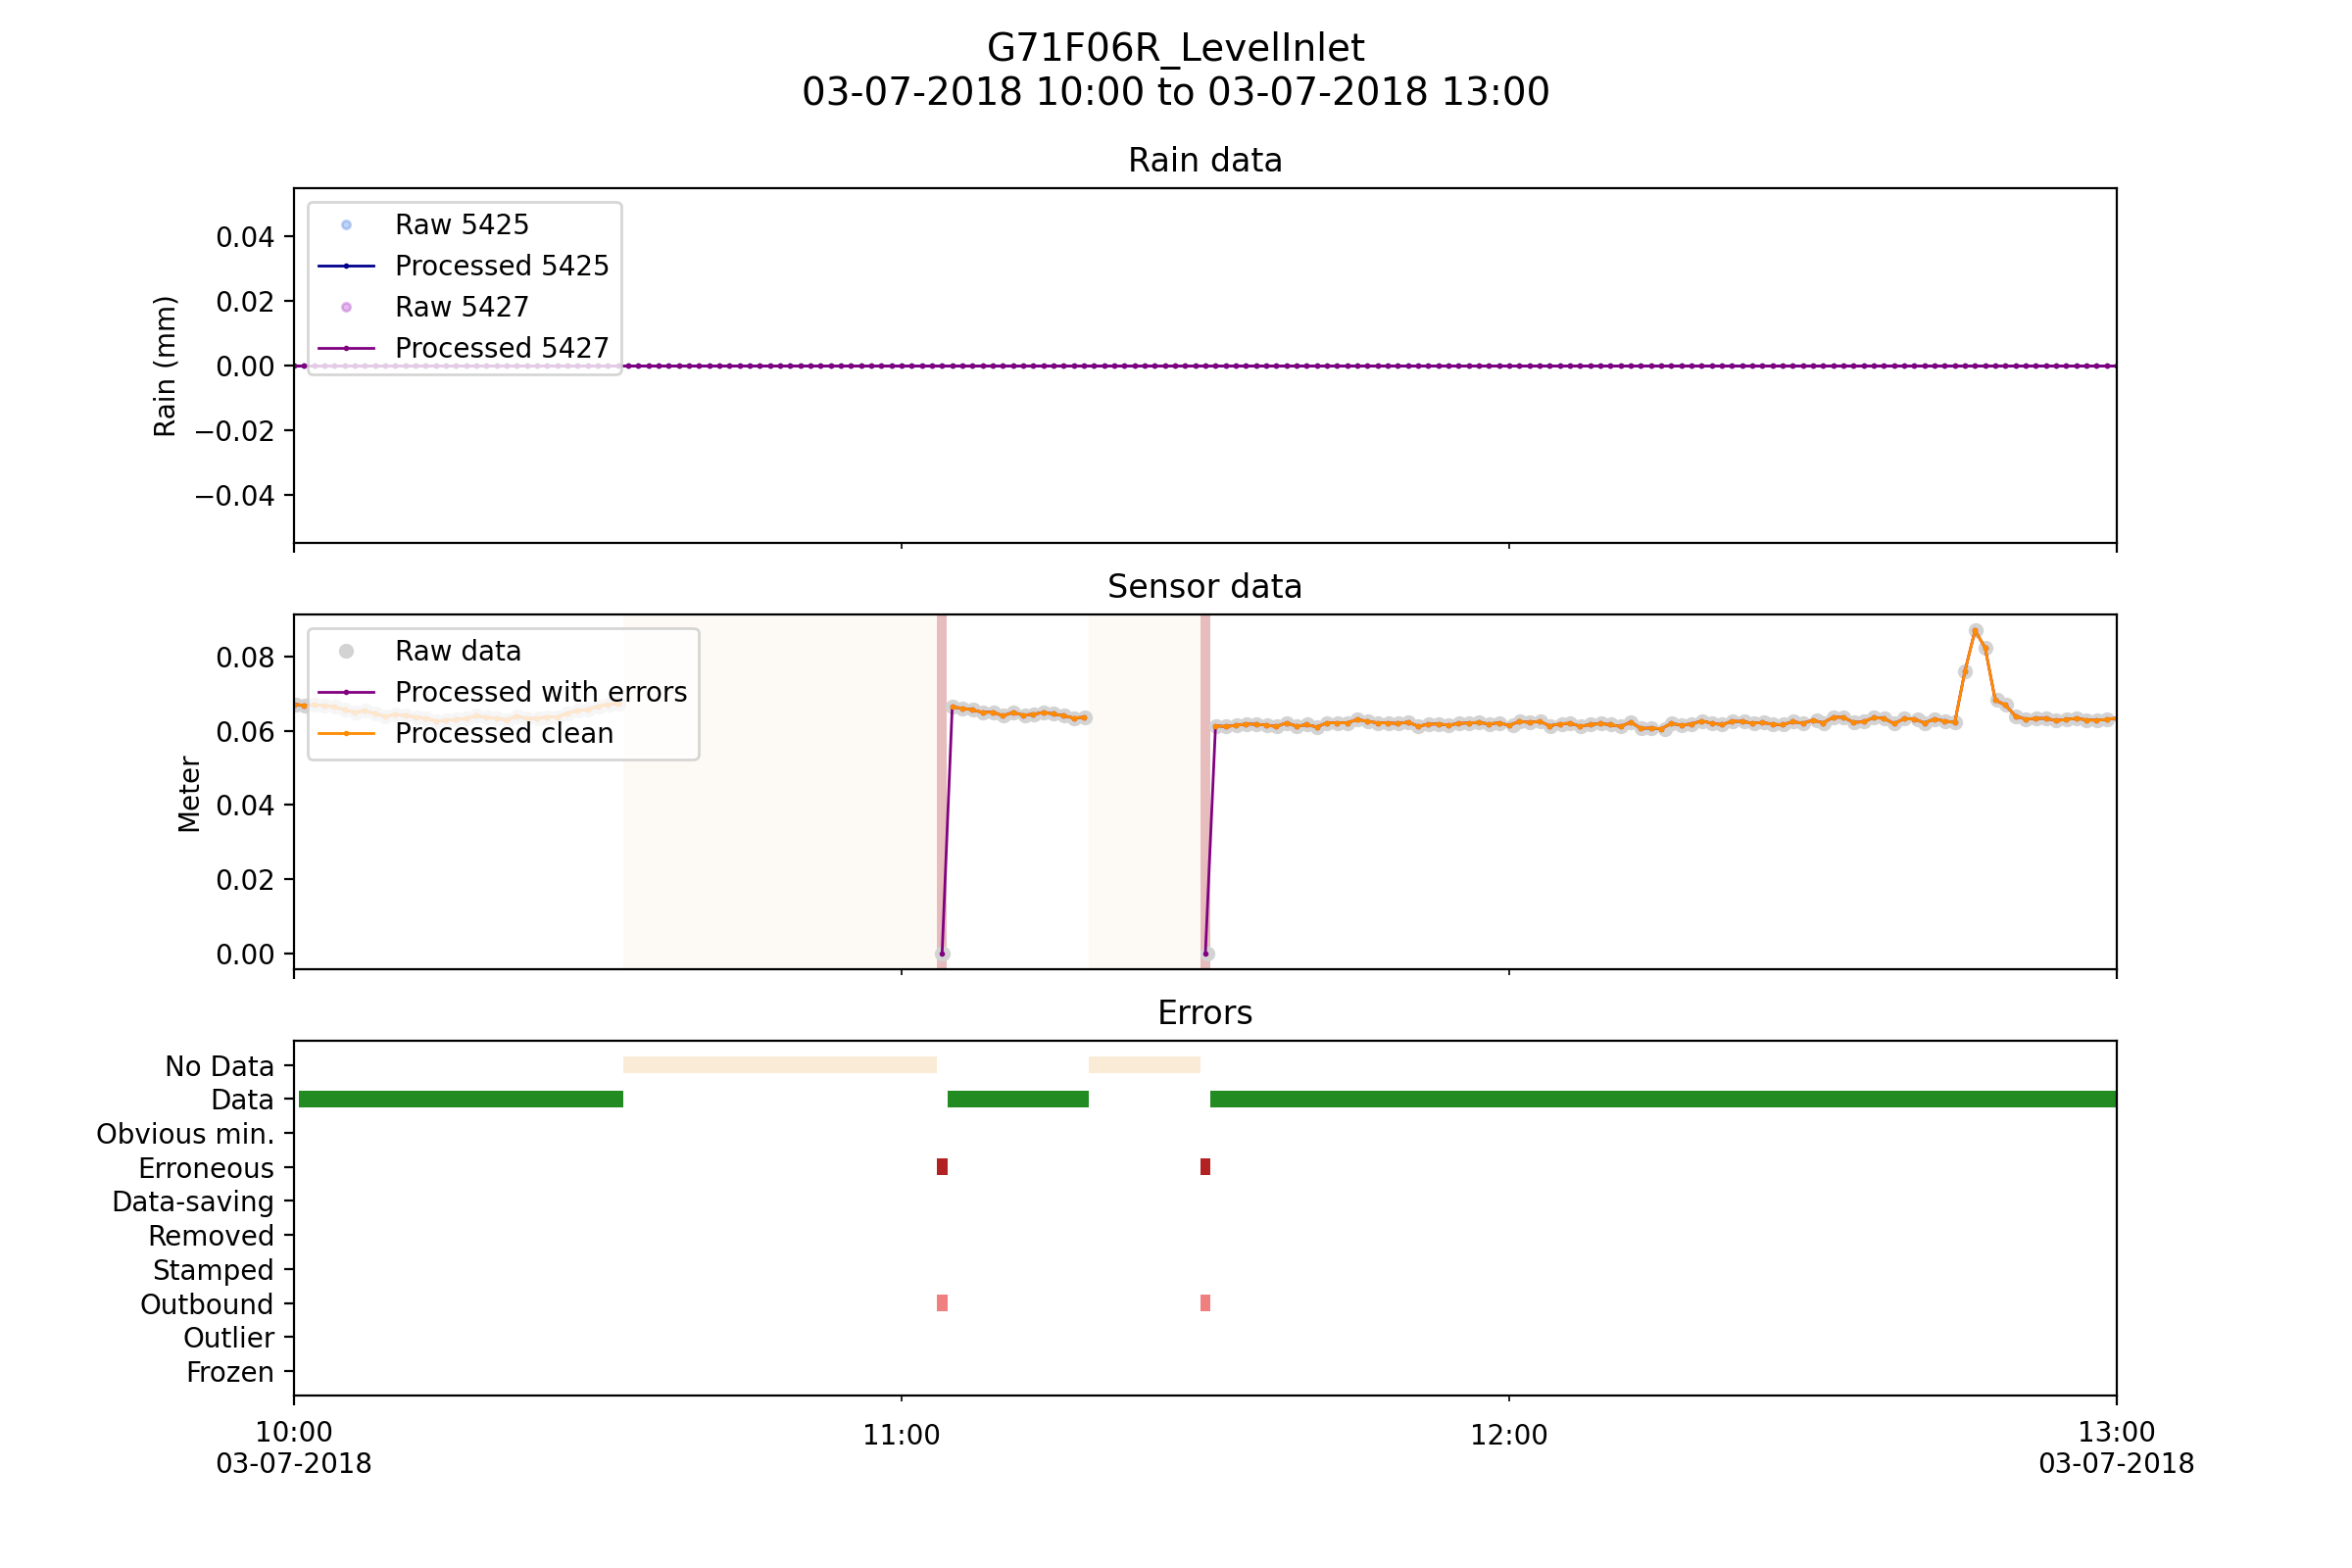 G71F06R_LevelInlet
03-07-2018 10:00 to 03-07-2018 13:00
Rain data
Rain (mm)
0.04
0.02
0.00
−0.02
−0.04
Raw 5425
Processed 5425
Raw 5427
Processed 5427
Sensor data
Meter
0.08
0.06
0.04
0.02
0.00
Raw data
Processed with errors
Processed clean
Errors
No Data
Data
Obvious min.
Erroneous
Data-saving
Removed
Stamped
Outbound
Outlier
Frozen
10:00
03-07-2018
11:00
12:00
13:00
03-07-2018